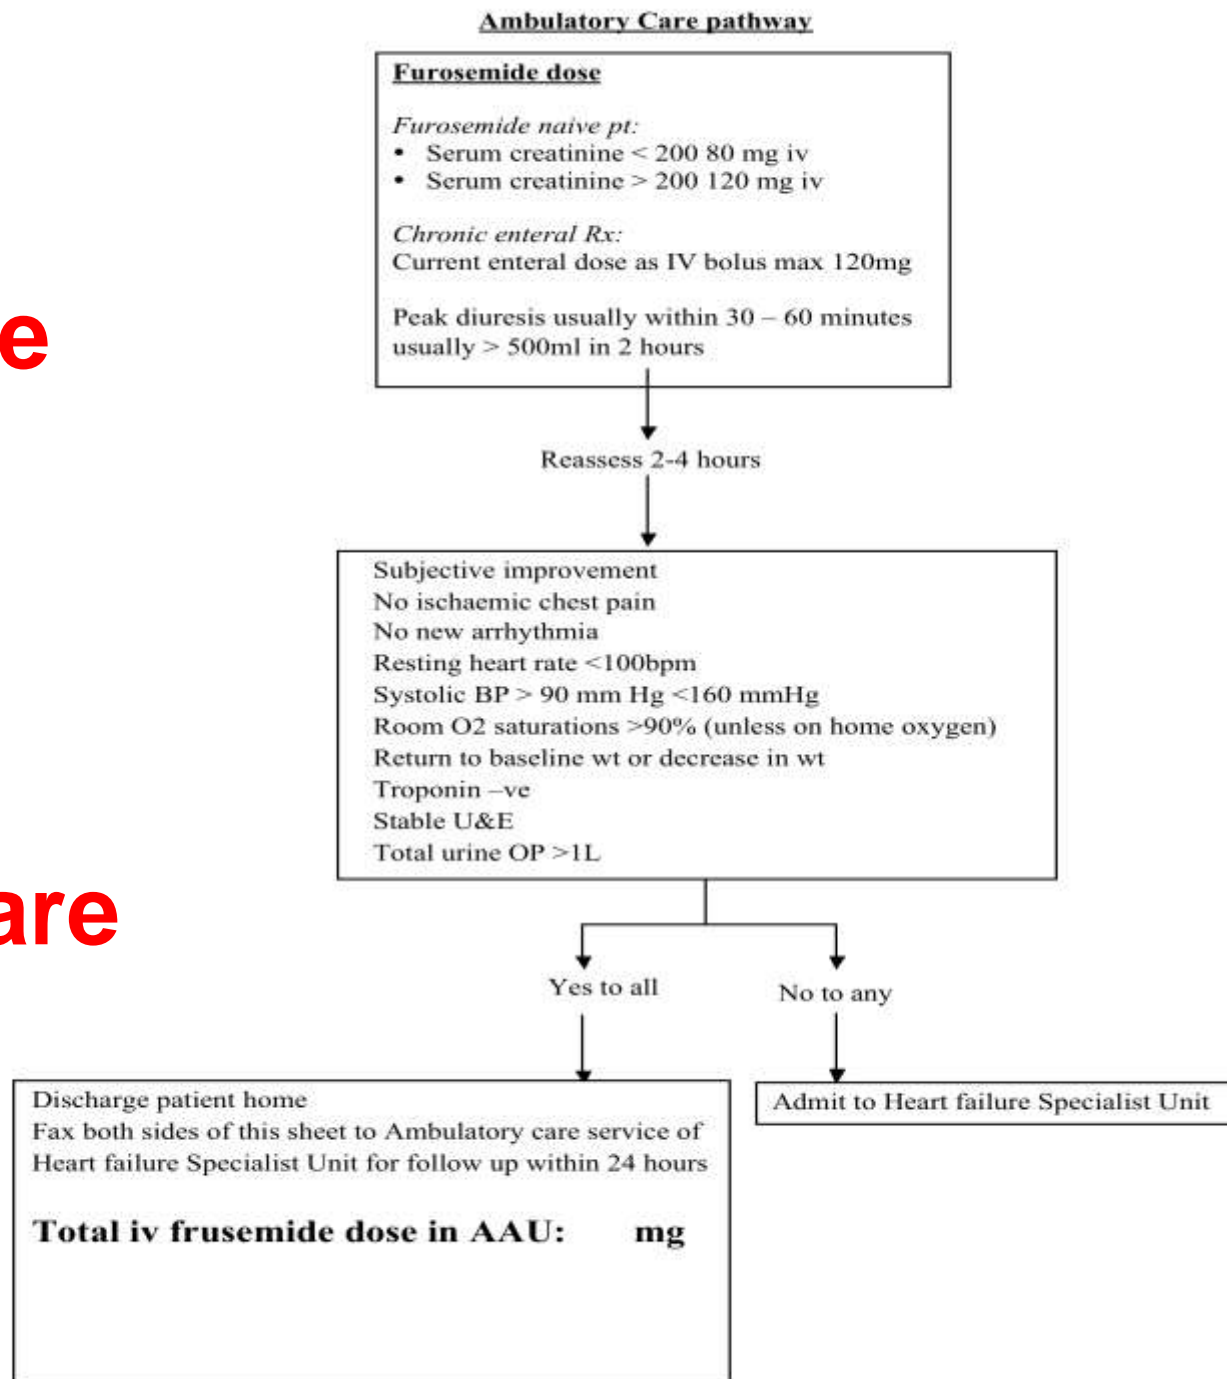 Ambulatory Care pathway
Furosemide dose
Furosemide naive pt:
• Serum creatinine < 200 80 mg iv
• Serum creatinine > 200 120 mg iv
Chronic enteral Rx:
Current enteral dose as IV bolus max 120mg
Peak diuresis usually within 30 – 60 minutes
usually > 500ml in 2 hours
e
Reassess 2-4 hours
Subjective improvement
No ischaemic chest pain
No new arrhythmia
Resting heart rate <100bpm
Systolic BP > 90 mm Hg <160 mmHg
Room O2 saturations >90% (unless on home oxygen)
Return to baseline wt or decrease in wt
Troponin –ve
Stable U&E
Total urine OP >1L
are
Yes to all
No to any
Discharge patient home
Fax both sides of this sheet to Ambulatory care service of
Heart failure Specialist Unit for follow up within 24 hours
Total iv frusemide dose in AAU: mg
Admit to Heart failure Specialist Unit